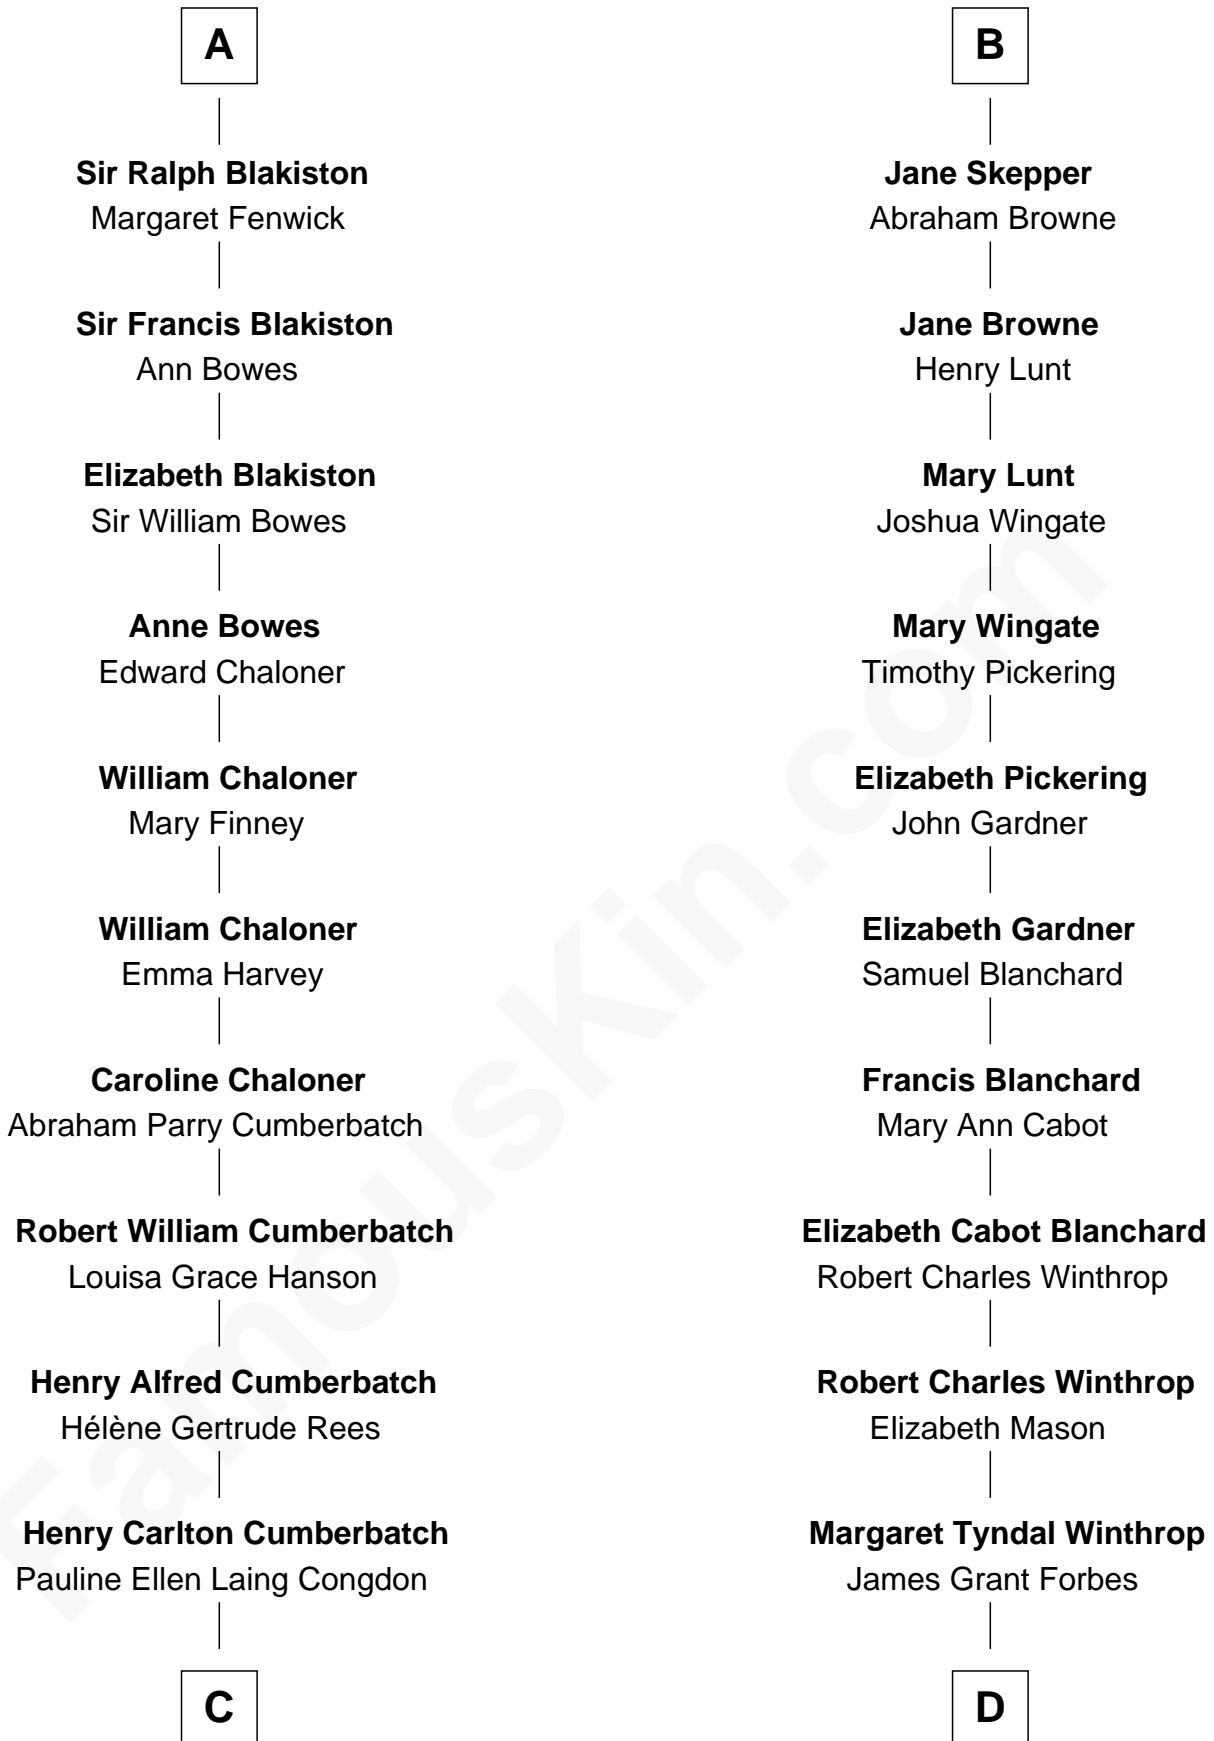 A
Sir Ralph Blakiston
Margaret Fenwick
Sir Francis Blakiston
Ann Bowes
Elizabeth Blakiston
Sir William Bowes
Anne Bowes
Edward Chaloner
William Chaloner
Mary Finney
William Chaloner
Emma Harvey
Caroline Chaloner
Abraham Parry Cumberbatch
Robert William Cumberbatch
Louisa Grace Hanson
Henry Alfred Cumberbatch
Hélène Gertrude Rees
Henry Carlton Cumberbatch
Pauline Ellen Laing Congdon
C
B
Jane Skepper
Abraham Browne
Jane Browne
Henry Lunt
Mary Lunt
Joshua Wingate
Mary Wingate
Timothy Pickering
Elizabeth Pickering
John Gardner
Elizabeth Gardner
Samuel Blanchard
Francis Blanchard
Mary Ann Cabot
Elizabeth Cabot Blanchard
Robert Charles Winthrop
Robert Charles Winthrop
Elizabeth Mason
Margaret Tyndal Winthrop
James Grant Forbes
D
FamousKin.com